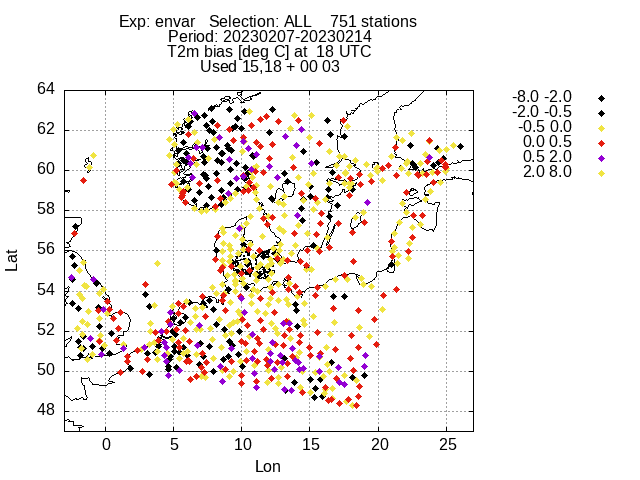 Exp: envar   Selection: ALL    751 stations
Period: 20230207-20230214
T2m bias [deg C] at  18 UTC
Used 15,18 + 00 03
-8.0 -2.0
-2.0 -0.5
-0.5 0.0
0.0 0.5
0.5 2.0
2.0 8.0
64
62
60
58
56
54
52
50
48
Lat
0 5 10 15 20 25
Lon